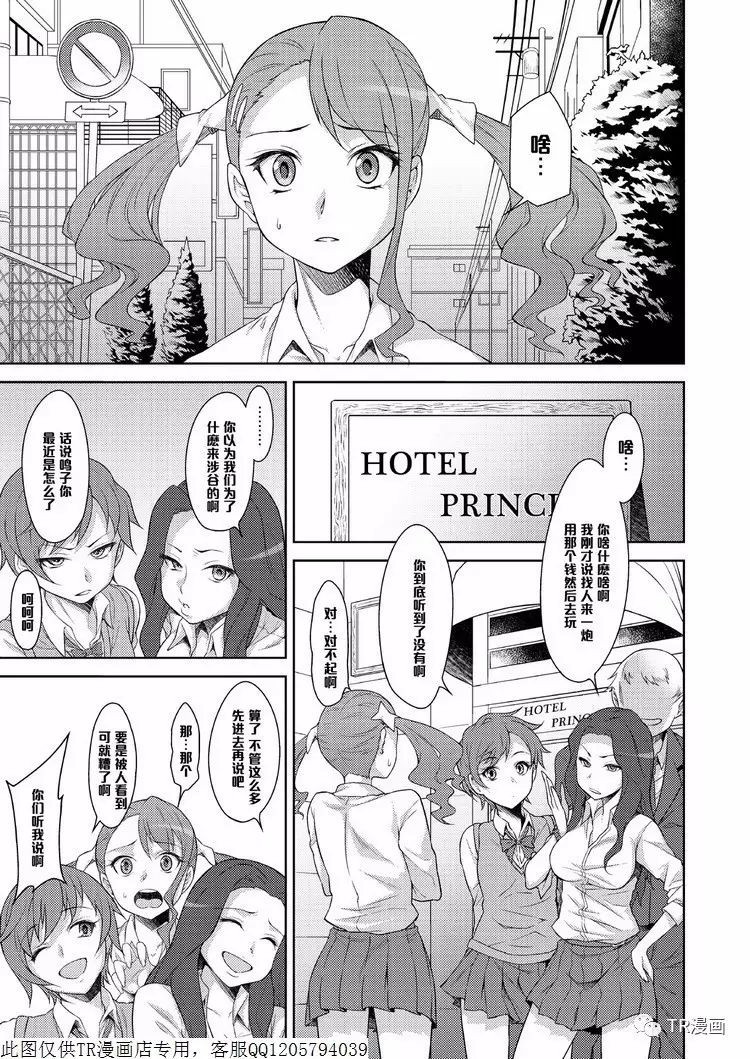 啥…
啥…
HOTEL
PRINCE
你啥什麽啥啊
我刚才说找人来一炮
用那个钱然后去玩
你到底听到了没有啊
对…对不起啊
HOTEL
PRINC
………
你以为我们为了
什麽来涉谷的啊
话说鸣子你
最近是怎么了
呵呵呵
算了 不管这么多
先进去再说吧
那…那个
要是被人看到
可就糟了啊
你们听我说啊
TR漫画
此图仅供TR漫画店专用，客服QQ1205794039